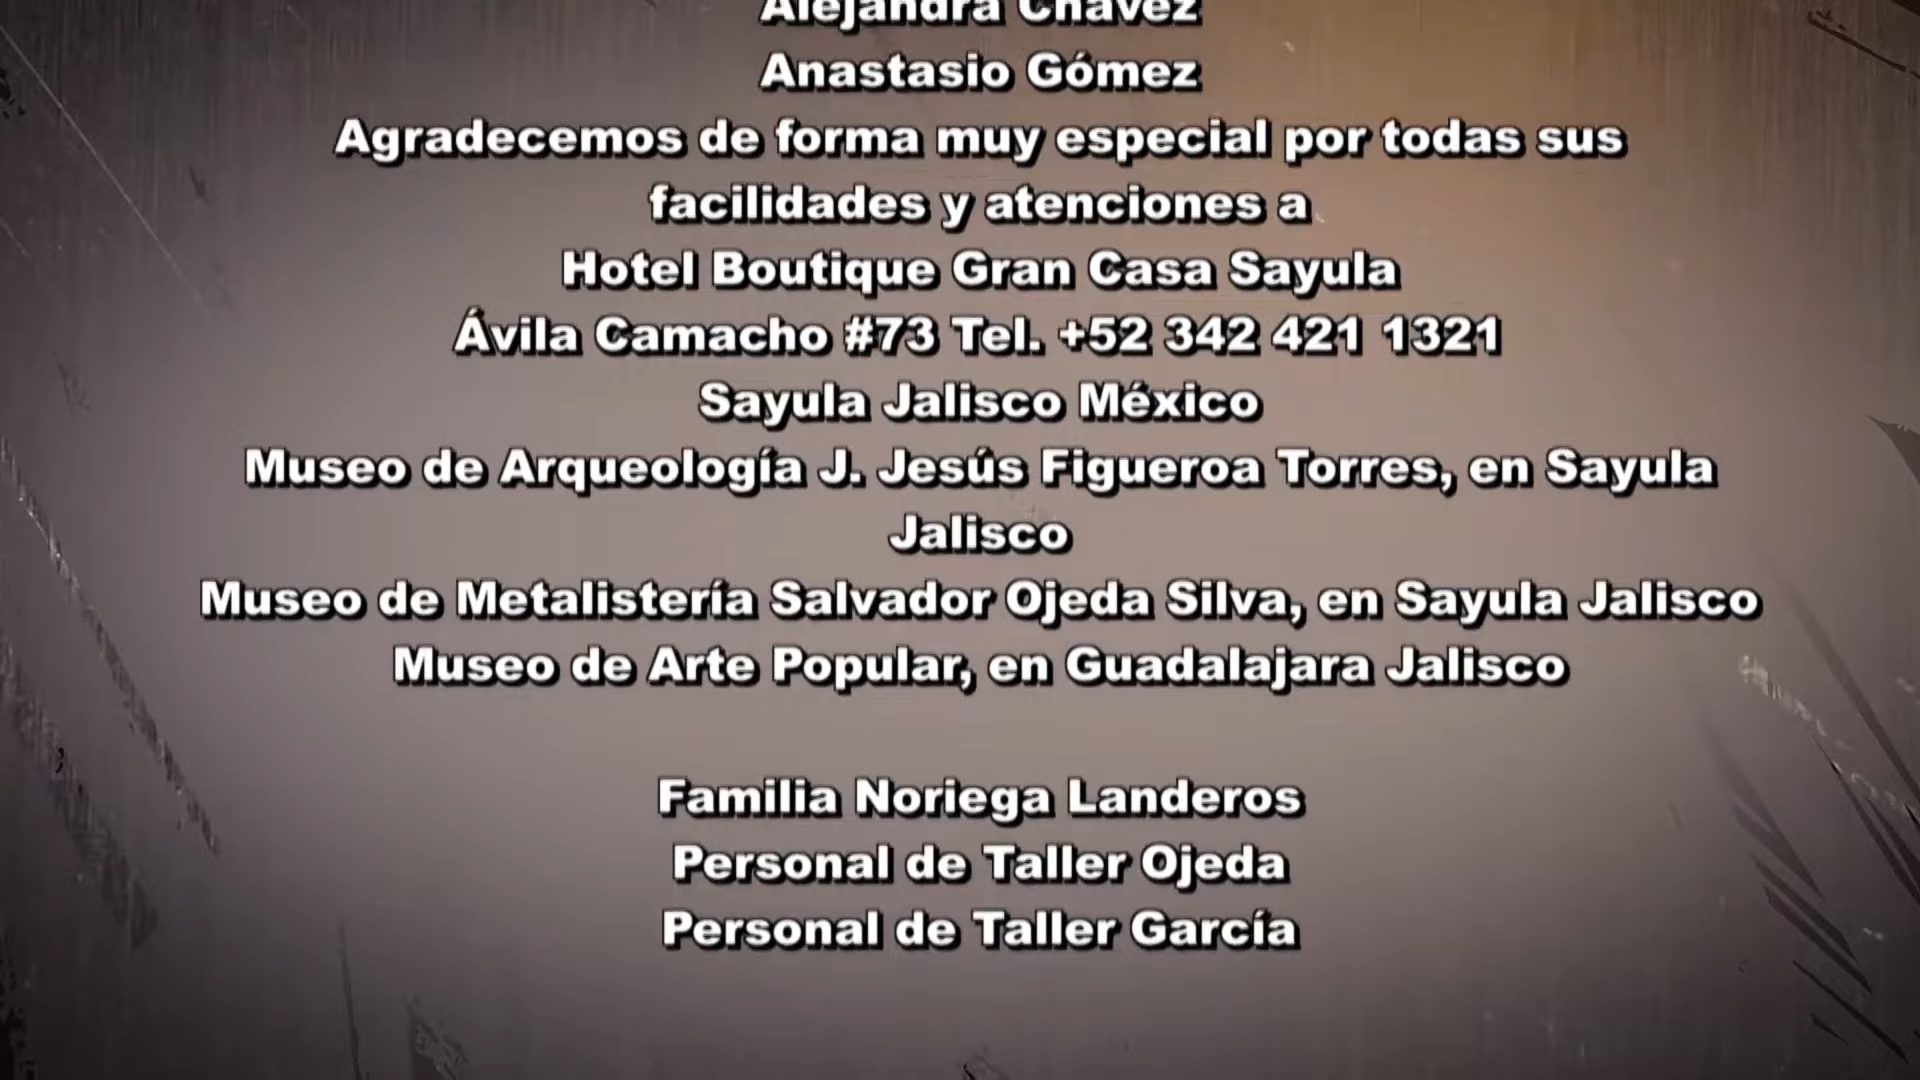 Alejandra Chávez
Anastasio Gómez
Agradecemos de forma muy especial por todas sus
facilidades y atenciones a
Hotel Boutique Gran Casa Sayula
Ávila Camacho #73 Tel. +52 342 421 1321
Sayula Jalisco México
Museo de Arqueología J. Jesús Figueroa Torres, en Sayula
Jalisco
Museo de Metalistería Salvador Ojeda Silva, en Sayula Jalisco
Museo de Arte Popular, en Guadalajara Jalisco
Familia Noriega Landeros
Personal de Taller Ojeda
Personal de Taller García